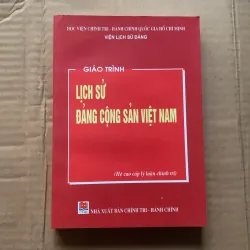 HỌC VIỆN CHÍNH TRỊ - HÀNH CHÍNH QUỐC GIA HỒ CHÍ MINH
VIỆN LỊCH SỬ ĐẢNG
GIÁO TRÌNH
LỊCH SỬ
ĐẢNG CỘNG SẢN VIỆT NAM
(Hệ cao cấp lý luận chính trị)
NHÀ XUẤT BẢN CHÍNH TRỊ - HÀNH CHÍNH